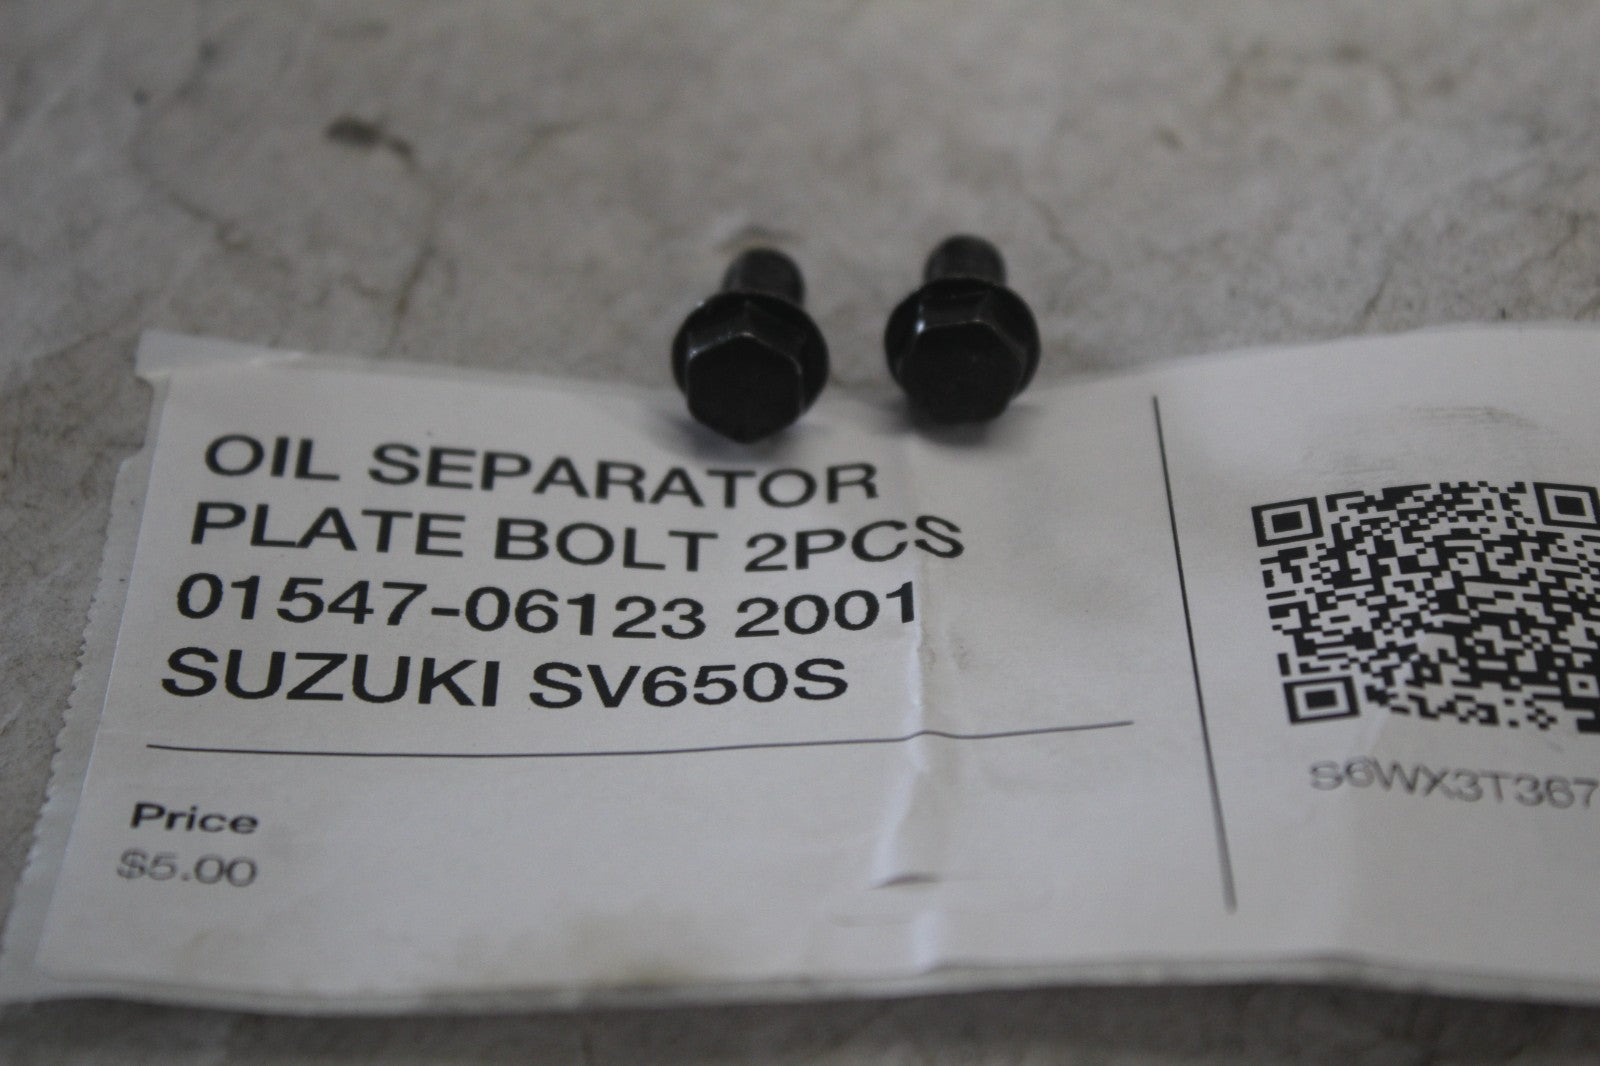 OIL SEPARATOR
PLATE BOLT 2PCS
01547-06123 2001
SUZUKI SV650S
Price
$5.00
S6WX3T367